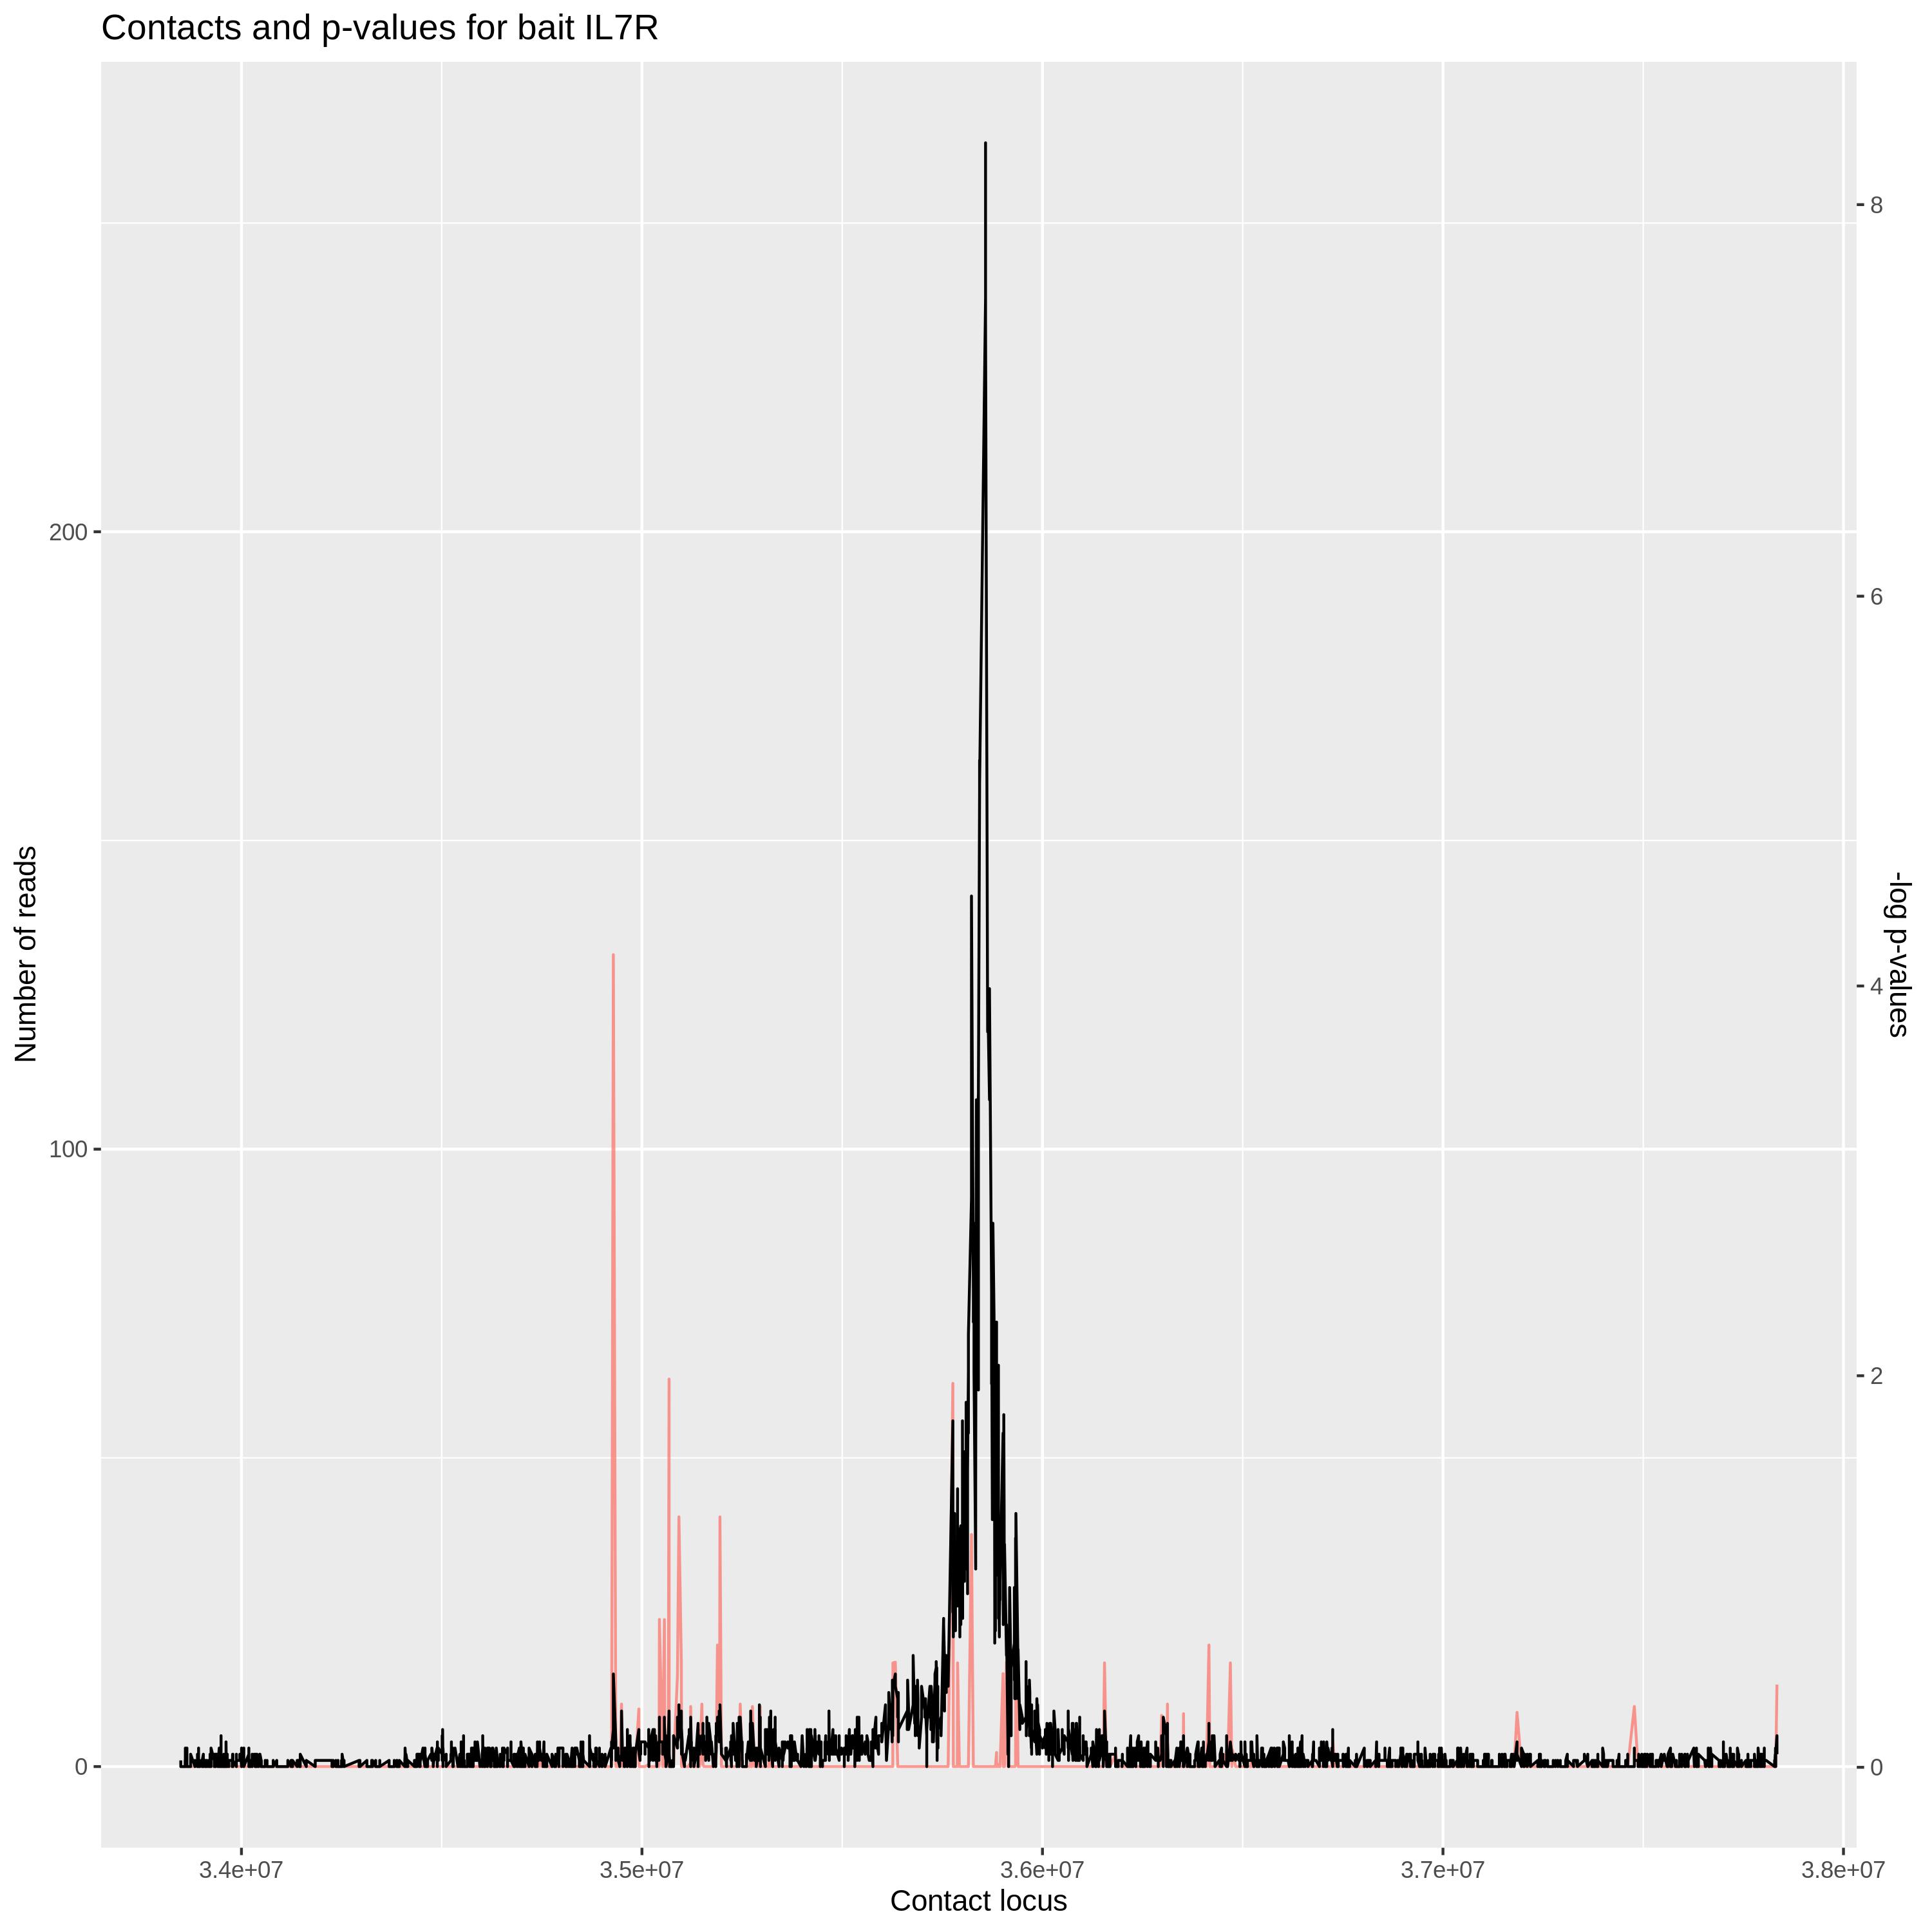 Contacts and p-values for bait IL7R
Number of reads
200
100
0
8
6
4
2
0
-log p-values
3.4e+07
3.5e+07
3.6e+07
3.7e+07
3.8e+07
Contact locus